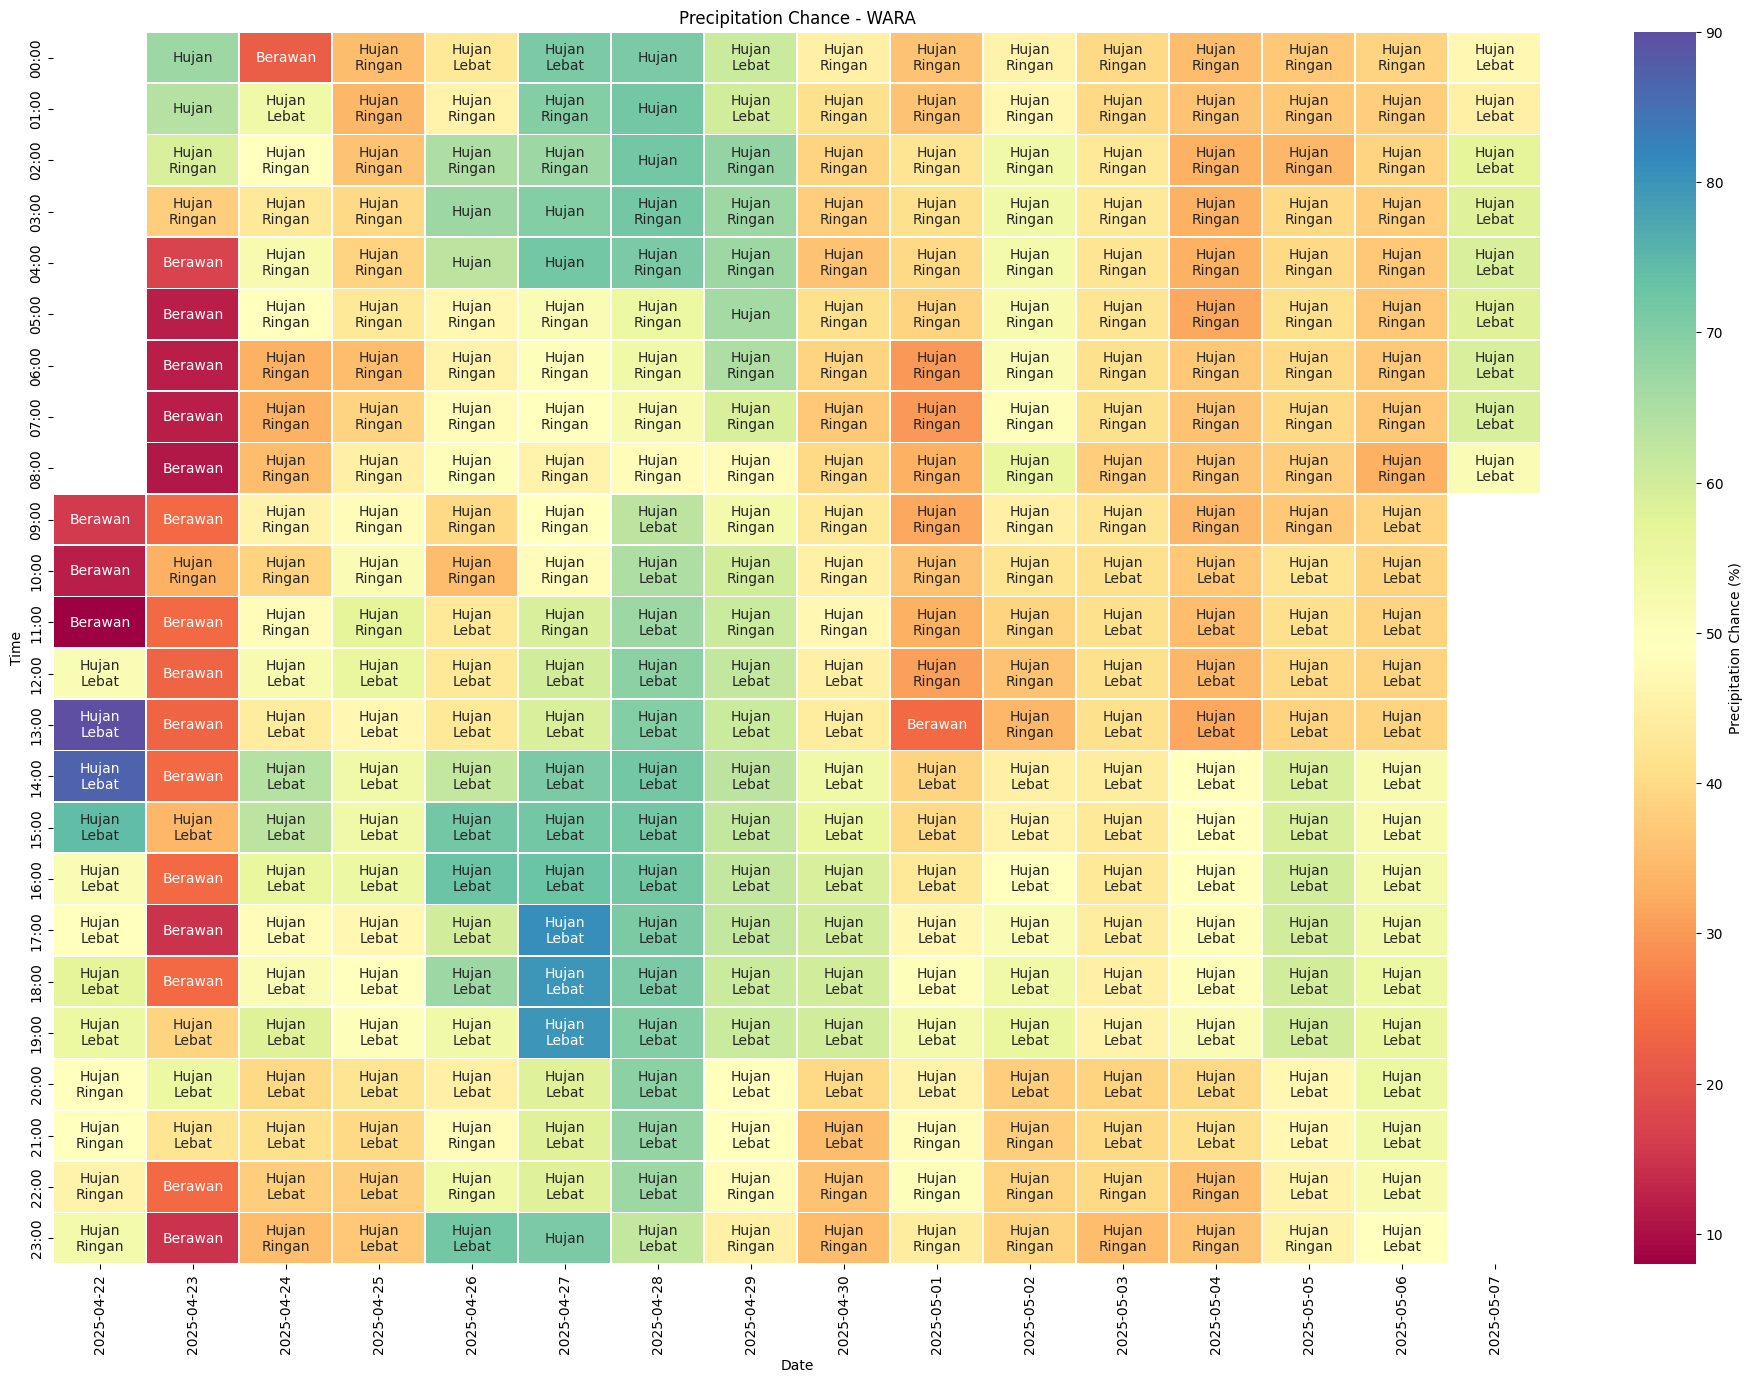 Precipitation Chance - WARA
Time
00:00 Hujan Berawan Hujan Ringan Hujan Lebat Hujan Lebat Hujan Hujan Lebat Hujan Ringan Hujan Ringan Hujan Ringan Hujan Ringan Hujan Ringan Hujan Ringan Hujan Ringan Hujan Lebat
01:00 Hujan Hujan Lebat Hujan Ringan Hujan Ringan Hujan Ringan Hujan Hujan Lebat Hujan Ringan Hujan Ringan Hujan Ringan Hujan Ringan Hujan Ringan Hujan Ringan Hujan Ringan Hujan Lebat
02:00 Hujan Ringan Hujan Ringan Hujan Ringan Hujan Ringan Hujan Ringan Hujan Hujan Ringan Hujan Ringan Hujan Ringan Hujan Ringan Hujan Ringan Hujan Ringan Hujan Ringan Hujan Ringan Hujan Lebat
03:00 Hujan Ringan Hujan Ringan Hujan Ringan Hujan Hujan Hujan Ringan Hujan Ringan Hujan Ringan Hujan Ringan Hujan Ringan Hujan Ringan Hujan Ringan Hujan Ringan Hujan Ringan Hujan Lebat
04:00 Berawan Hujan Ringan Hujan Ringan Hujan Hujan Hujan Ringan Hujan Ringan Hujan Ringan Hujan Ringan Hujan Ringan Hujan Ringan Hujan Ringan Hujan Ringan Hujan Ringan Hujan Lebat
05:00 Berawan Hujan Ringan Hujan Ringan Hujan Ringan Hujan Ringan Hujan Ringan Hujan Hujan Ringan Hujan Ringan Hujan Ringan Hujan Ringan Hujan Ringan Hujan Ringan Hujan Ringan Hujan Lebat
06:00 Berawan Hujan Ringan Hujan Ringan Hujan Ringan Hujan Ringan Hujan Ringan Hujan Ringan Hujan Ringan Hujan Ringan Hujan Ringan Hujan Ringan Hujan Ringan Hujan Ringan Hujan Ringan Hujan Lebat
07:00 Berawan Hujan Ringan Hujan Ringan Hujan Ringan Hujan Ringan Hujan Ringan Hujan Ringan Hujan Ringan Hujan Ringan Hujan Ringan Hujan Ringan Hujan Ringan Hujan Ringan Hujan Ringan Hujan Lebat
08:00 Berawan Hujan Ringan Hujan Ringan Hujan Ringan Hujan Ringan Hujan Ringan Hujan Ringan Hujan Ringan Hujan Ringan Hujan Ringan Hujan Ringan Hujan Ringan Hujan Ringan Hujan Ringan Hujan Lebat
09:00 Berawan Berawan Hujan Ringan Hujan Ringan Hujan Ringan Hujan Ringan Hujan Lebat Hujan Ringan Hujan Ringan Hujan Ringan Hujan Ringan Hujan Ringan Hujan Ringan Hujan Ringan Hujan Lebat
10:00 Berawan Hujan Ringan Hujan Ringan Hujan Ringan Hujan Ringan Hujan Ringan Hujan Lebat Hujan Ringan Hujan Ringan Hujan Ringan Hujan Ringan Hujan Lebat Hujan Lebat Hujan Lebat Hujan Lebat
11:00 Berawan Berawan Hujan Ringan Hujan Ringan Hujan Lebat Hujan Ringan Hujan Lebat Hujan Ringan Hujan Ringan Hujan Ringan Hujan Ringan Hujan Lebat Hujan Lebat Hujan Lebat Hujan Lebat
12:00 Hujan Lebat Berawan Hujan Lebat Hujan Lebat Hujan Lebat Hujan Lebat Hujan Lebat Hujan Lebat Hujan Lebat Hujan Ringan Hujan Ringan Hujan Lebat Hujan Lebat Hujan Lebat Hujan Lebat
13:00 Hujan Lebat Berawan Hujan Lebat Hujan Lebat Hujan Lebat Hujan Lebat Hujan Lebat Hujan Lebat Hujan Lebat Berawan Hujan Ringan Hujan Lebat Hujan Lebat Hujan Lebat Hujan Lebat
14:00 Hujan Lebat Berawan Hujan Lebat Hujan Lebat Hujan Lebat Hujan Lebat Hujan Lebat Hujan Lebat Hujan Lebat Hujan Lebat Hujan Lebat Hujan Lebat Hujan Lebat Hujan Lebat Hujan Lebat
15:00 Hujan Lebat Hujan Lebat Hujan Lebat Hujan Lebat Hujan Lebat Hujan Lebat Hujan Lebat Hujan Lebat Hujan Lebat Hujan Lebat Hujan Lebat Hujan Lebat Hujan Lebat Hujan Lebat Hujan Lebat
16:00 Hujan Lebat Berawan Hujan Lebat Hujan Lebat Hujan Lebat Hujan Lebat Hujan Lebat Hujan Lebat Hujan Lebat Hujan Lebat Hujan Lebat Hujan Lebat Hujan Lebat Hujan Lebat Hujan Lebat
17:00 Hujan Lebat Berawan Hujan Lebat Hujan Lebat Hujan Lebat Hujan Lebat Hujan Lebat Hujan Lebat Hujan Lebat Hujan Lebat Hujan Lebat Hujan Lebat Hujan Lebat Hujan Lebat Hujan Lebat
18:00 Hujan Lebat Berawan Hujan Lebat Hujan Lebat Hujan Lebat Hujan Lebat Hujan Lebat Hujan Lebat Hujan Lebat Hujan Lebat Hujan Lebat Hujan Lebat Hujan Lebat Hujan Lebat Hujan Lebat
19:00 Hujan Lebat Hujan Lebat Hujan Lebat Hujan Lebat Hujan Lebat Hujan Lebat Hujan Lebat Hujan Lebat Hujan Lebat Hujan Lebat Hujan Lebat Hujan Lebat Hujan Lebat Hujan Lebat Hujan Lebat
20:00 Hujan Ringan Hujan Lebat Hujan Lebat Hujan Lebat Hujan Lebat Hujan Lebat Hujan Lebat Hujan Lebat Hujan Lebat Hujan Lebat Hujan Lebat Hujan Lebat Hujan Lebat Hujan Lebat Hujan Lebat
21:00 Hujan Ringan Hujan Lebat Hujan Lebat Hujan Lebat Hujan Ringan Hujan Lebat Hujan Lebat Hujan Lebat Hujan Lebat Hujan Ringan Hujan Ringan Hujan Lebat Hujan Lebat Hujan Lebat Hujan Lebat
22:00 Hujan Ringan Berawan Hujan Lebat Hujan Lebat Hujan Ringan Hujan Lebat Hujan Lebat Hujan Ringan Hujan Ringan Hujan Ringan Hujan Ringan Hujan Ringan Hujan Ringan Hujan Lebat Hujan Lebat
23:00 Hujan Ringan Berawan Hujan Ringan Hujan Lebat Hujan Lebat Hujan Hujan Lebat Hujan Ringan Hujan Ringan Hujan Ringan Hujan Ringan Hujan Ringan Hujan Ringan Hujan Ringan Hujan Lebat
2025-04-22 2025-04-23 2025-04-24 2025-04-25 2025-04-26 2025-04-27 2025-04-28 2025-04-29 2025-04-30 2025-05-01 2025-05-02 2025-05-03 2025-05-04 2025-05-05 2025-05-06 2025-05-07
Date
90
80
70
60
50
40
30
20
10
Precipitation Chance (%)